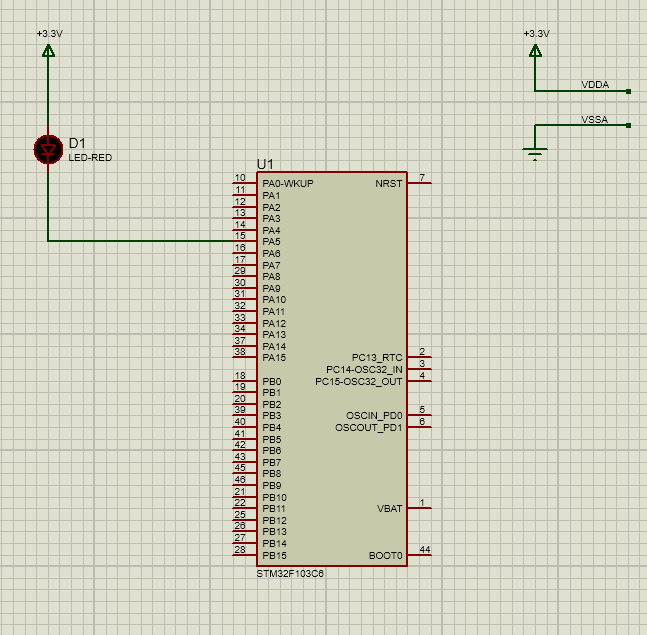 +3.3V
+3.3V
VDDA
VSSA
D1
LED-RED
U1
10 PA0-WKUP NRST 7
11 PA1
12 PA2
13 PA3
14 PA4
15 PA5
16 PA6
17 PA7
29 PA8
30 PA9
31 PA10
32 PA11
33 PA12
34 PA13
37 PA14
38 PA15 PC13_RTC 2
PC14-OSC32_IN 3
18 PB0 PC15-OSC32_OUT 4
19 PB1
20 PB2
39 PB3 OSCIN_PD0 5
40 PB4 OSCOUT_PD1 6
41 PB5
42 PB6
43 PB7
45 PB8
46 PB9
21 PB10
22 PB11 VBAT 1
25 PB12
26 PB13
27 PB14
28 PB15 BOOT0 44
STM32F103C6